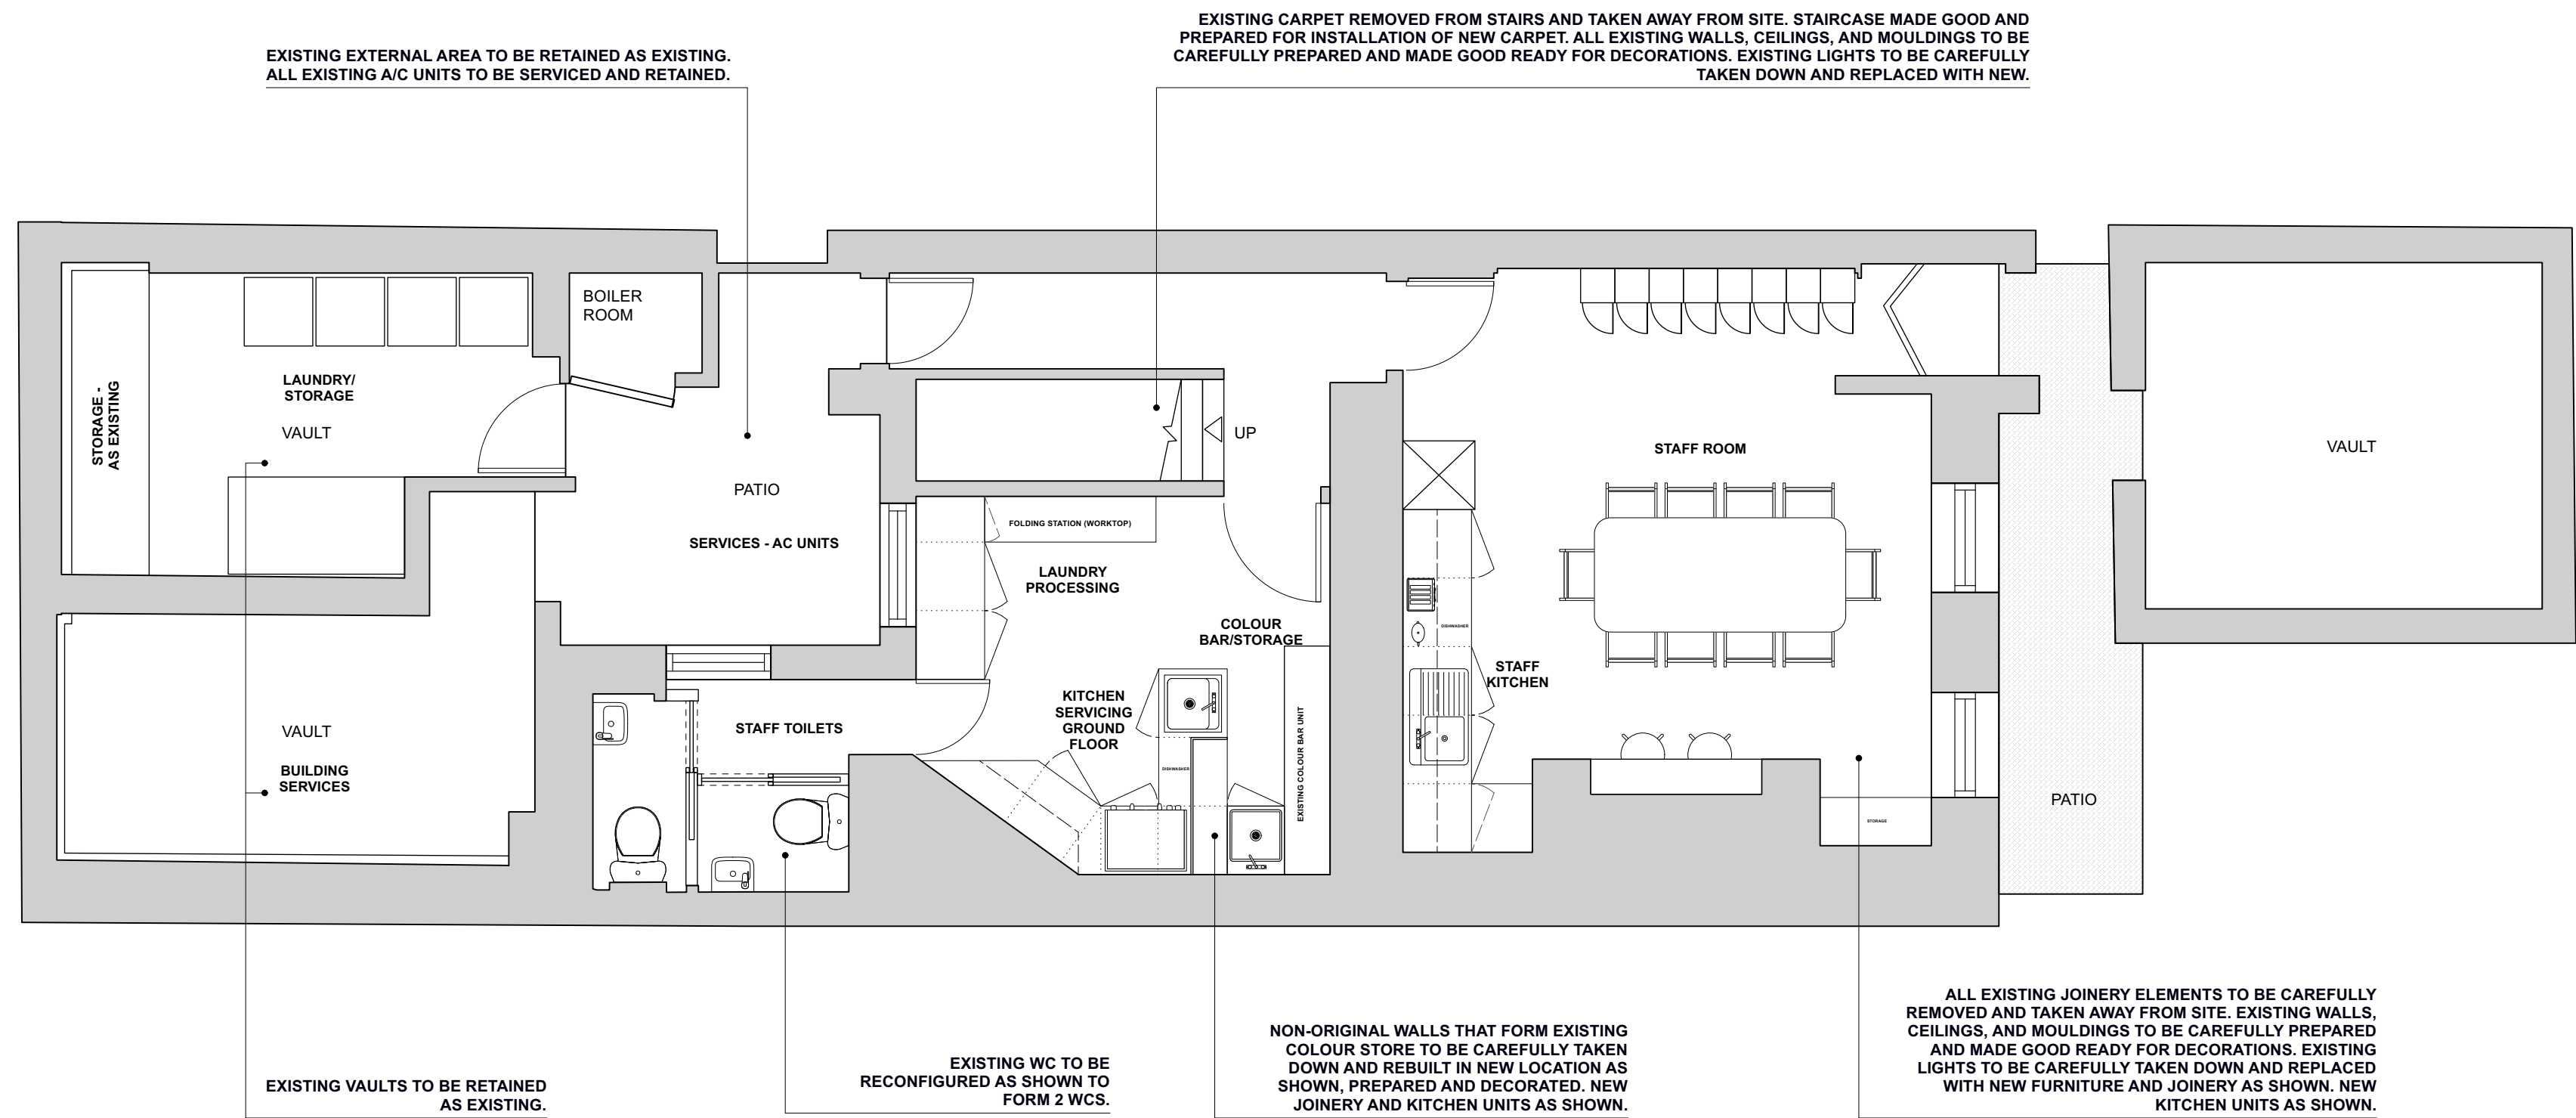 EXISTING EXTERNAL AREA TO BE RETAINED AS EXISTING.
ALL EXISTING A/C UNITS TO BE SERVICED AND RETAINED.
EXISTING CARPET REMOVED FROM STAIRS AND TAKEN AWAY FROM SITE. STAIRCASE MADE GOOD AND
PREPARED FOR INSTALLATION OF NEW CARPET. ALL EXISTING WALLS, CEILINGS, AND MOULDINGS TO BE
CAREFULLY PREPARED AND MADE GOOD READY FOR DECORATIONS. EXISTING LIGHTS TO BE CAREFULLY
TAKEN DOWN AND REPLACED WITH NEW.
STORAGE -
AS EXISTING
LAUNDRY/
STORAGE
VAULT
BOILER
ROOM
PATIO
SERVICES - AC UNITS
UP
FOLDING STATION (WORKTOP)
LAUNDRY
PROCESSING
COLOUR
BAR/STORAGE
STAFF ROOM
DISHWASHER
STAFF
KITCHEN
VAULT
VAULT
BUILDING
SERVICES
STAFF TOILETS
KITCHEN
SERVICING
GROUND
FLOOR
DISHWASHER
EXISTING COLOUR BAR UNIT
STORAGE
PATIO
EXISTING VAULTS TO BE RETAINED
AS EXISTING.
EXISTING WC TO BE
RECONFIGURED AS SHOWN TO
FORM 2 WCS.
NON-ORIGINAL WALLS THAT FORM EXISTING
COLOUR STORE TO BE CAREFULLY TAKEN
DOWN AND REBUILT IN NEW LOCATION AS
SHOWN, PREPARED AND DECORATED. NEW
JOINERY AND KITCHEN UNITS AS SHOWN.
ALL EXISTING JOINERY ELEMENTS TO BE CAREFULLY
REMOVED AND TAKEN AWAY FROM SITE. EXISTING WALLS,
CEILINGS, AND MOULDINGS TO BE CAREFULLY PREPARED
AND MADE GOOD READY FOR DECORATIONS. EXISTING
LIGHTS TO BE CAREFULLY TAKEN DOWN AND REPLACED
WITH NEW FURNITURE AND JOINERY AS SHOWN. NEW
KITCHEN UNITS AS SHOWN.